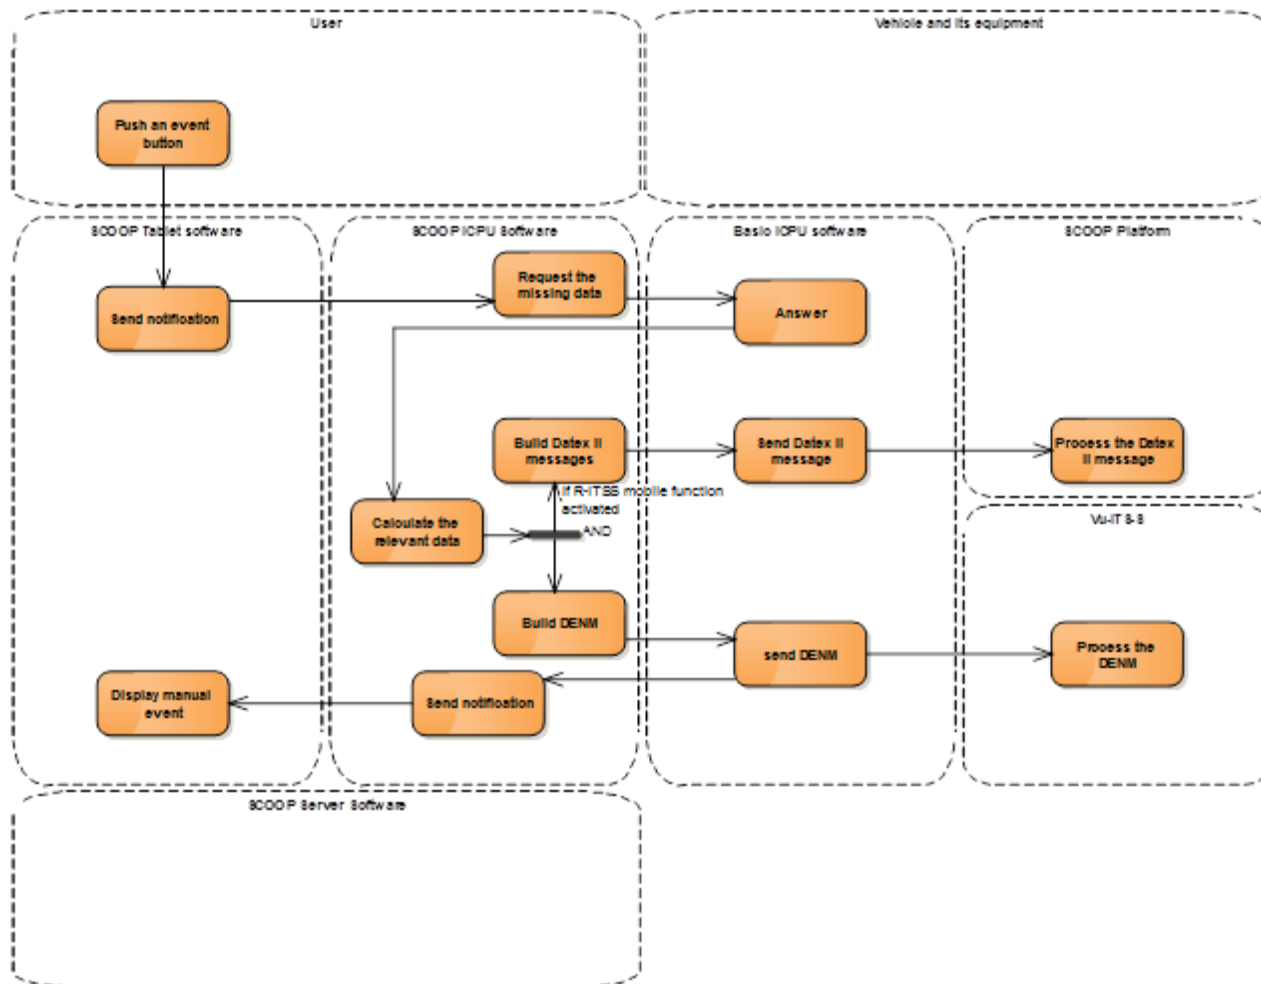 User
Vehicle and its equipment
Push an event
button
SCOOP Tablet software
SCOOP ICPU Software
Basic ICPU software
SCOOP Platform
Request the
missing data
Send notification
Answer
Build Datex II
messages
Send Datex II
message
Process the Datex
II message
if R-ITSS mobile function
activated
Calculate the
relevant data
AND
Vu-ITS-S
Build DENM
send DENM
Process the
DENM
Display manual
event
Send notification
SCOOP Server Software